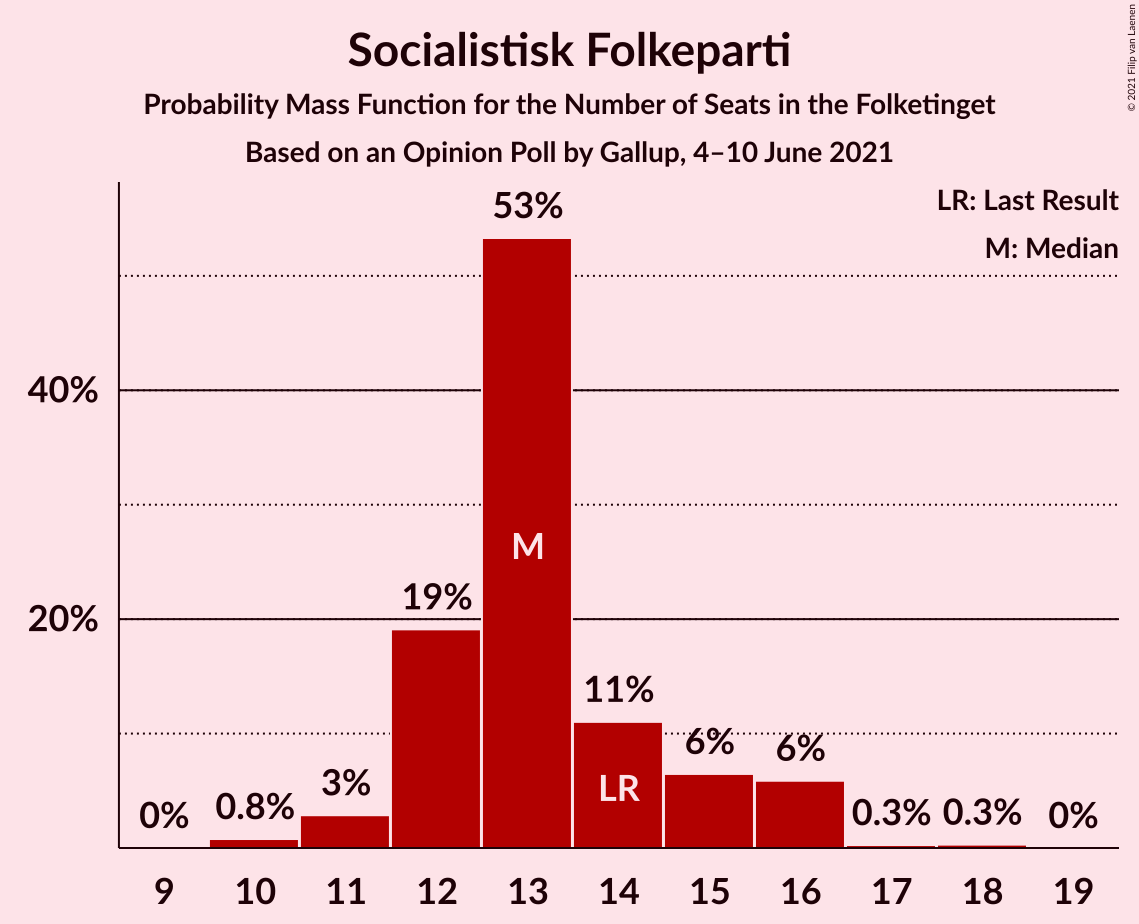 Socialistisk Folkeparti
Probability Mass Function for the Number of Seats in the Folketinget
Based on an Opinion Poll by Gallup, 4–10 June 2021
© 2021 Filip van Laenen
LR: Last Result
M: Median
53%
40%
M
19%
20%
11%
6%
6%
3%
LR
0%
0.8%
0.3%
0.3%
0%
9 10 11 12 13 14 15 16 17 18 19